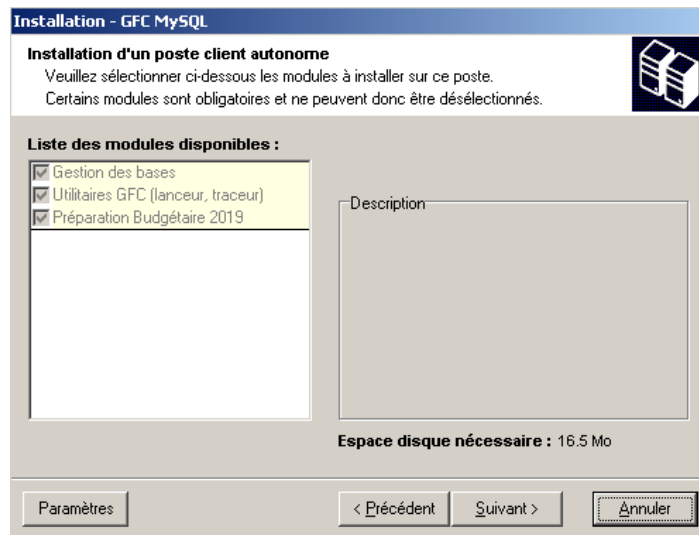 Installation - GFC MySQL
Installation d'un poste client autonome
Veuillez sélectionner ci-dessous les modules à installer sur ce poste.
Certains modules sont obligatoires et ne peuvent donc être désélectionnés.
Liste des modules disponibles :
Gestion des bases
Utilitaires GFC (lanceur, traceur)
Préparation Budgétaire 2019
Description
Espace disque nécessaire : 16.5 Mo
Paramètres
< Précédent
Suivant >
Annuler